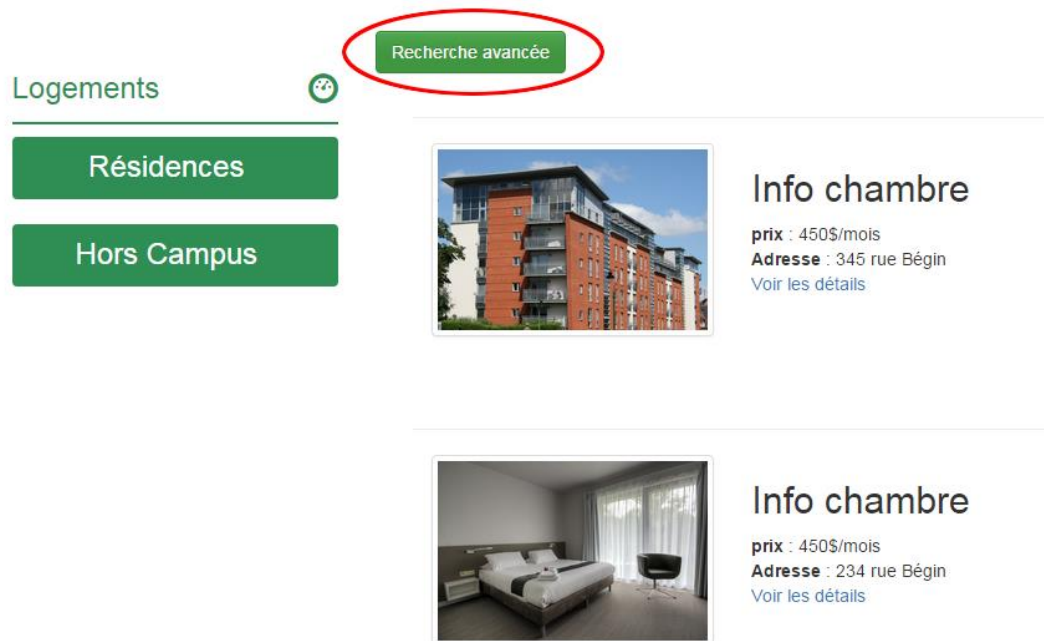 Recherche avancée
Logements
Résidences
Hors Campus
Info chambre
prix : 450$/mois
Adresse : 345 rue Bégin
Voir les détails
Info chambre
prix : 450$/mois
Adresse : 234 rue Bégin
Voir les détails